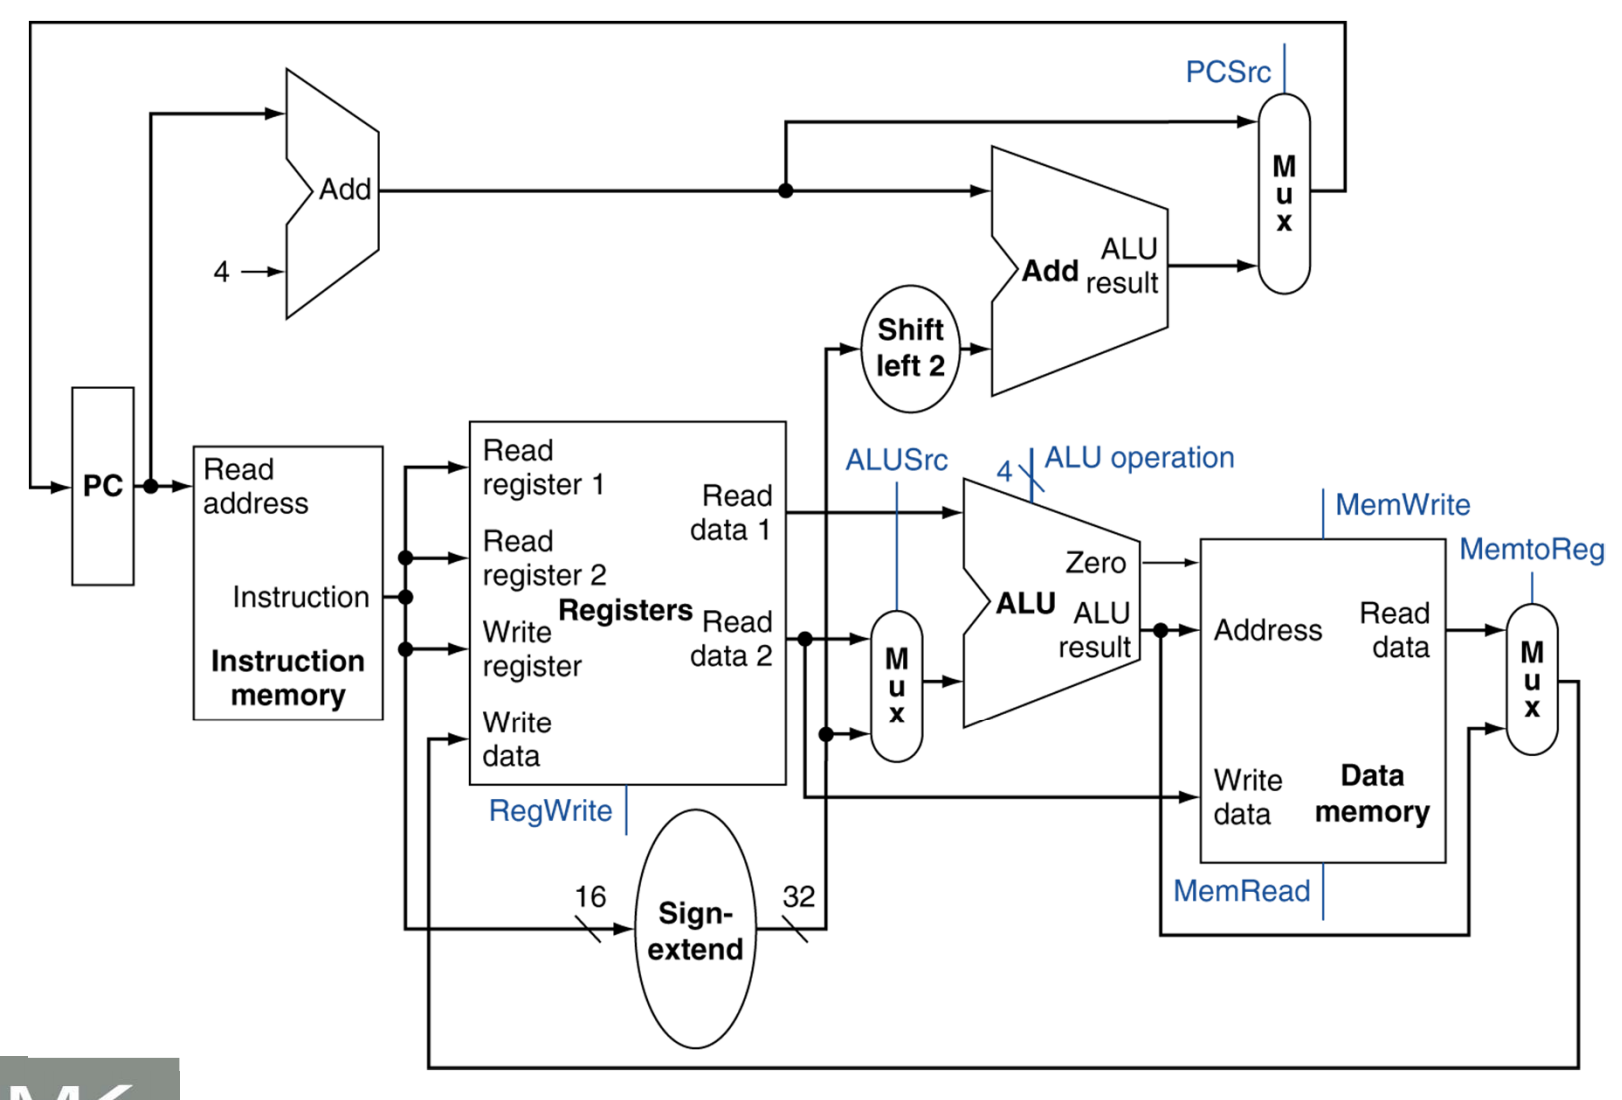 PCSrc
M
u
x
Add
ALU
result
Add
4
Shift
left 2
PC
Read
address
Instruction
Instruction
memory
Read
register 1
Read
register 2
Registers
Write
register
Write
data
Read
data 1
Read
data 2
RegWrite
16
Sign-
extend
32
ALUSrc
M
u
x
4
ALU operation
Zero
ALU
ALU
result
MemWrite
Address
Read
data
Write
data
Data
memory
MemRead
MemtoReg
M
u
x